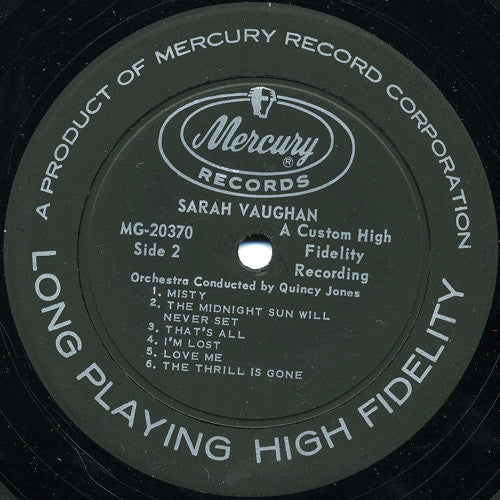 A PRODUCT OF MERCURY RECORD CORPORATION
Mercury
®
RECORDS
SARAH VAUGHAN
MG-20370
Side 2
A Custom High
Fidelity
Recording
Orchestra Conducted by Quincy Jones
1. MISTY
2. THE MIDNIGHT SUN WILL
NEVER SET
3. THAT'S ALL
4. I'M LOST
5. LOVE ME
6. THE THRILL IS GONE
LONG PLAYING HIGH FIDELITY